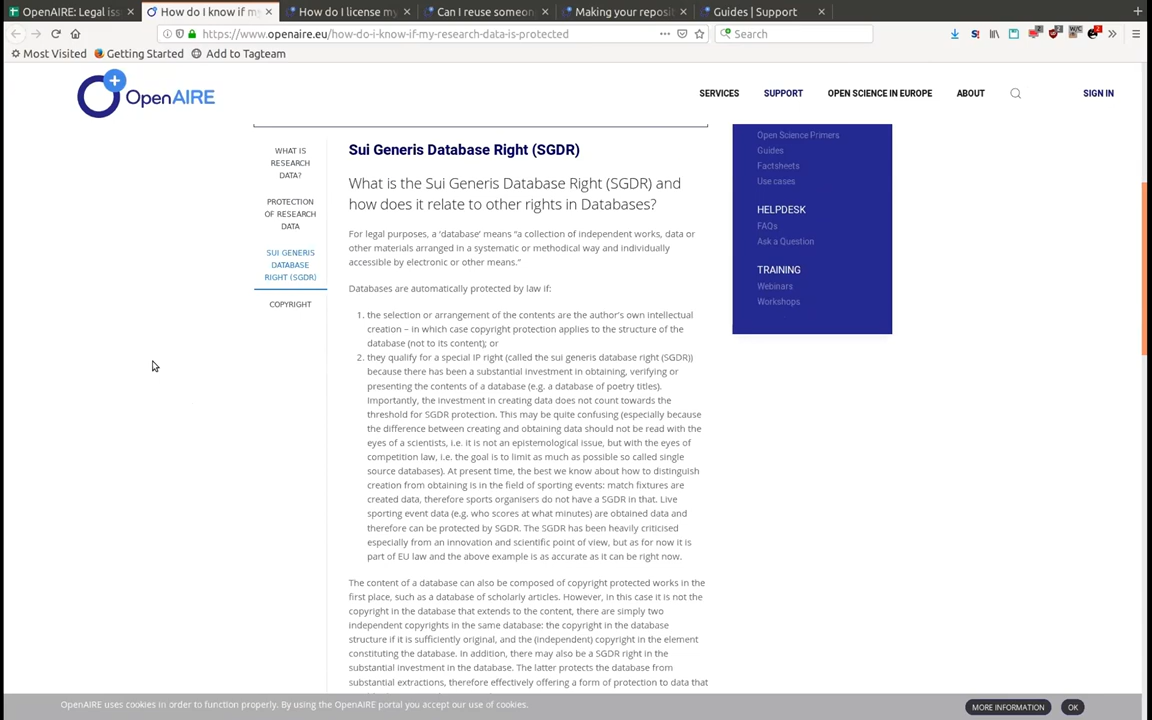 OpenAIRE: Legal iss
How do I know if my
How do I license my
Can I reuse someon
Making your reposit
Guides | Support
https://www.openaire.eu/how-do-i-know-if-my-research-data-is-protected
Search
Most Visited
Getting Started
Add to Tagteam
OpenAIRE
SERVICES
SUPPORT
OPEN SCIENCE IN EUROPE
ABOUT
SIGN IN
WHAT IS
RESEARCH
DATA?
PROTECTION
OF RESEARCH
DATA
SUI GENERIS
DATABASE
RIGHT (SGDR)
COPYRIGHT
Sui Generis Database Right (SGDR)
What is the Sui Generis Database Right (SGDR) and
how does it relate to other rights in Databases?
For legal purposes, a ‘database’ means “a collection of independent works, data or
other materials arranged in a systematic or methodical way and individually
accessible by electronic or other means.”
Databases are automatically protected by law if:
1. the selection or arrangement of the contents are the author’s own intellectual
creation – in which case copyright protection applies to the structure of the
database (not to its content); or
2. they qualify for a special IP right (called the sui generis database right (SGDR))
because there has been a substantial investment in obtaining, verifying or
presenting the contents of a database (e.g. a database of poetry titles).
Importantly, the investment in creating data does not count towards the
threshold for SGDR protection. This may be quite confusing (especially because
the difference between creating and obtaining data should not be read with the
eyes of a scientists, i.e. it is not an epistemological issue, but with the eyes of
competition law, i.e. the goal is to limit as much as possible so called single
source databases). At present time, the best we know about how to distinguish
creation from obtaining is in the field of sporting events: match fixtures are
created data, therefore sports organisers do not have a SGDR in that. Live
sporting event data (e.g. who scores at what minutes) are obtained data and
therefore can be protected by SGDR. The SGDR has been heavily criticised
especially from an innovation and scientific point of view, but as for now it is
part of EU law and the above example is as accurate as it can be right now.
The content of a database can also be composed of copyright protected works in the
first place, such as a database of scholarly articles. However, in this case it is not the
copyright in the database that extends to the content, there are simply two
independent copyrights in the same database: the copyright in the database
structure if it is sufficiently original, and the (independent) copyright in the element
constituting the database. In addition, there may also be a SGDR right in the
substantial investment in the database. The latter protects the database from
substantial extractions, therefore effectively offering a form of protection to data that
Open Science Primers
Guides
Factsheets
Use cases
HELPDESK
FAQs
Ask a Question
TRAINING
Webinars
Workshops
OpenAIRE uses cookies in order to function properly. By using the OpenAIRE portal you accept our use of cookies.
MORE INFORMATION
OK